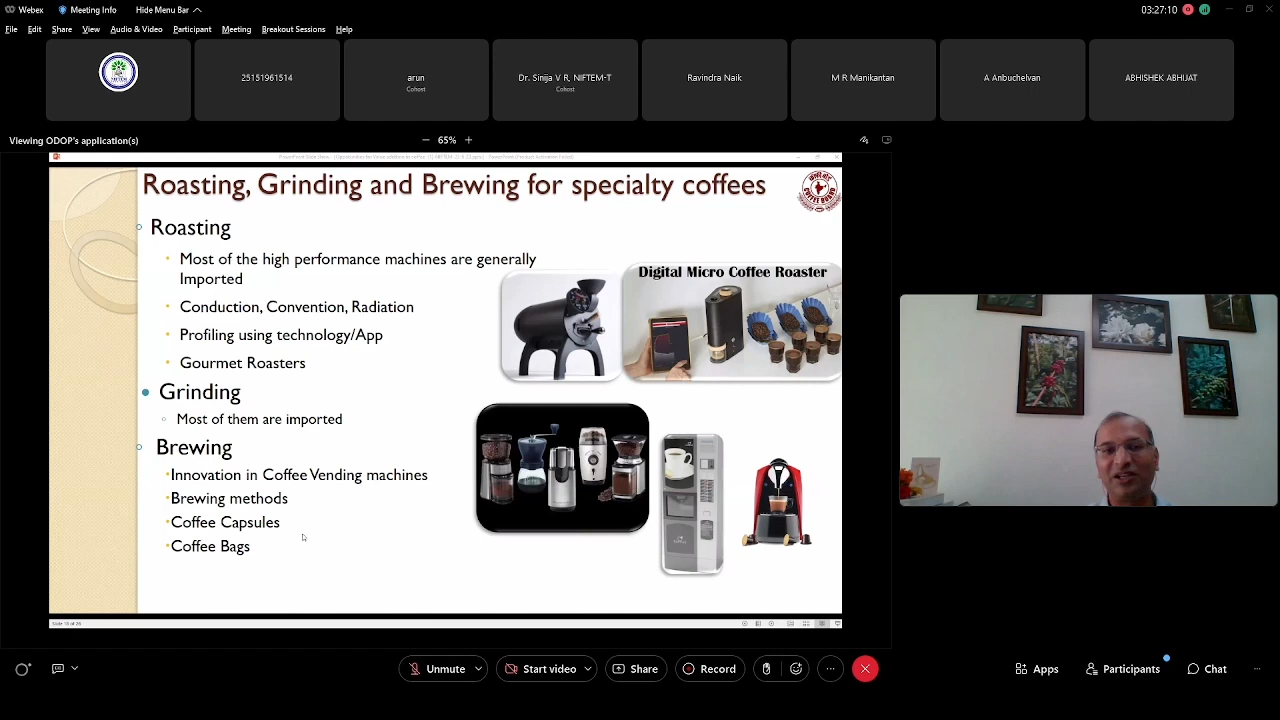 Webex
Meeting Info
Hide Menu Bar
03:27:10
File
Edit
Share
View
Audio & Video
Participant
Meeting
Breakout Sessions
Help
25151961514
arun
Cohost
Dr. Sinija V R, NIFTEM-T
Cohost
Ravindra Naik
M R Manikantan
A Anbuchelvan
ABHISHEK ABHIJAT
Viewing ODOP's application(s)
65%
Roasting, Grinding and Brewing for specialty coffees
Roasting
Most of the high performance machines are generally
Imported
Conduction, Convention, Radiation
Profiling using technology/App
Gourmet Roasters
Digital Micro Coffee Roaster
Grinding
Most of them are imported
Brewing
Innovation in Coffee Vending machines
Brewing methods
Coffee Capsules
Coffee Bags
Unmute
Start video
Share
Record
Apps
Participants
Chat